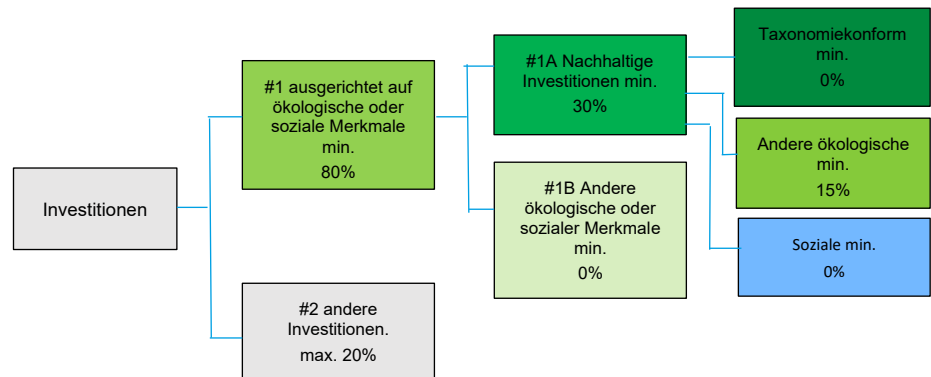 Investitionen
#1 ausgerichtet auf
ökologische oder
soziale Merkmale
min.
80%
#2 andere
Investitionen.
max. 20%
#1A Nachhaltige
Investitionen min.
30%
#1B Andere
ökologische oder
sozialer Merkmale
min.
0%
Taxonomiekonform
min.
0%
Andere ökologische
min.
15%
Soziale min.
0%